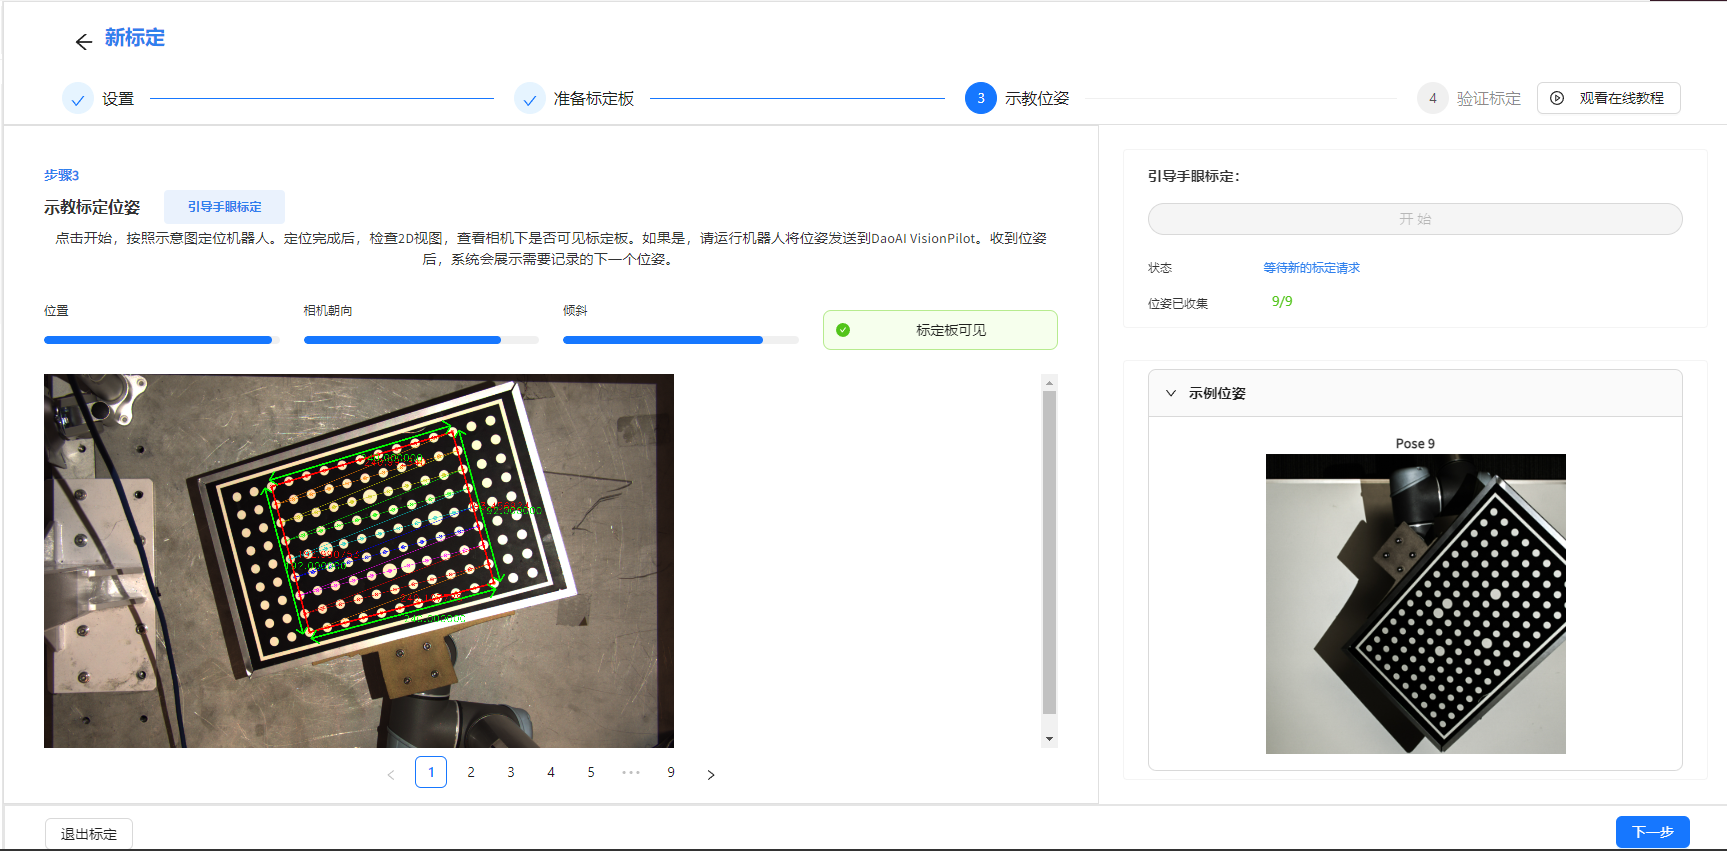 新标定
设置
准备标定板
3
示教位姿
4
验证标定
观看在线教程
步骤3
示教标定位姿
引导手眼标定
点击开始，按照示意图定位机器人。定位完成后，检查2D视图，查看相机下是否可见标定板。如果是，请运行机器人将位姿发送到DaoAI VisionPilot。收到位姿
后，系统会展示需要记录的下一个位姿。
位置
相机朝向
倾斜
标定板可见
1
2
3
4
5
•••
9
引导手眼标定：
开 始
状态
等待新的标定请求
位姿已收集
9/9
示例位姿
Pose 9
退出标定
下一步